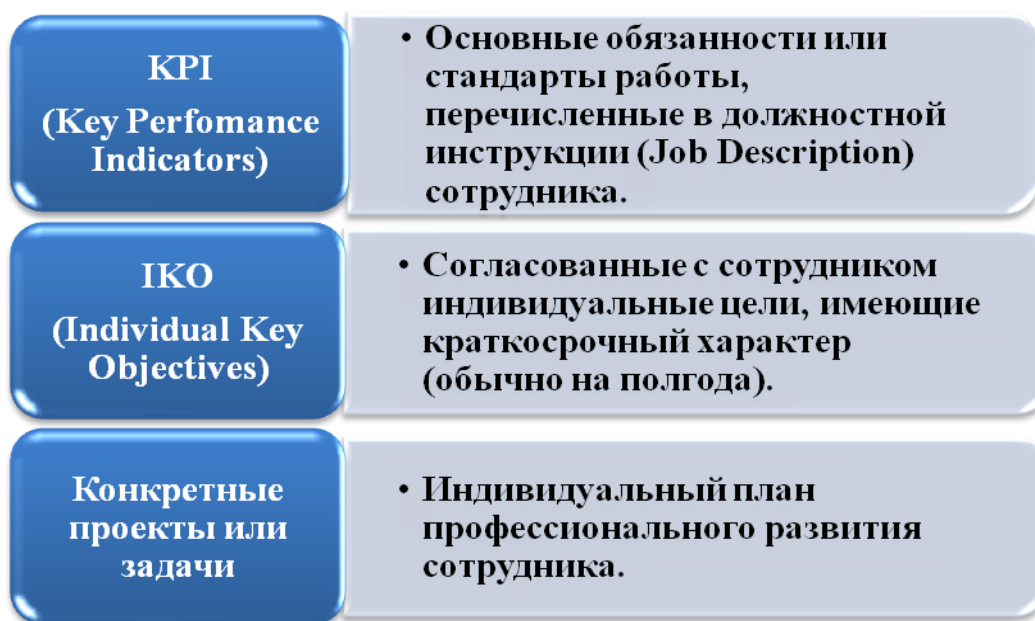 KPI
(Key Perfomance
Indicators)
• Основные обязанности или
стандарты работы,
перечисленные в должностной
инструкции (Job Description)
сотрудника.
IKO
(Individual Key
Objectives)
• Согласованные с сотрудником
индивидуальные цели, имеющие
краткосрочный характер
(обычно на полгода).
Конкретные
проекты или
задачи
• Индивидуальный план
профессионального развития
сотрудника.